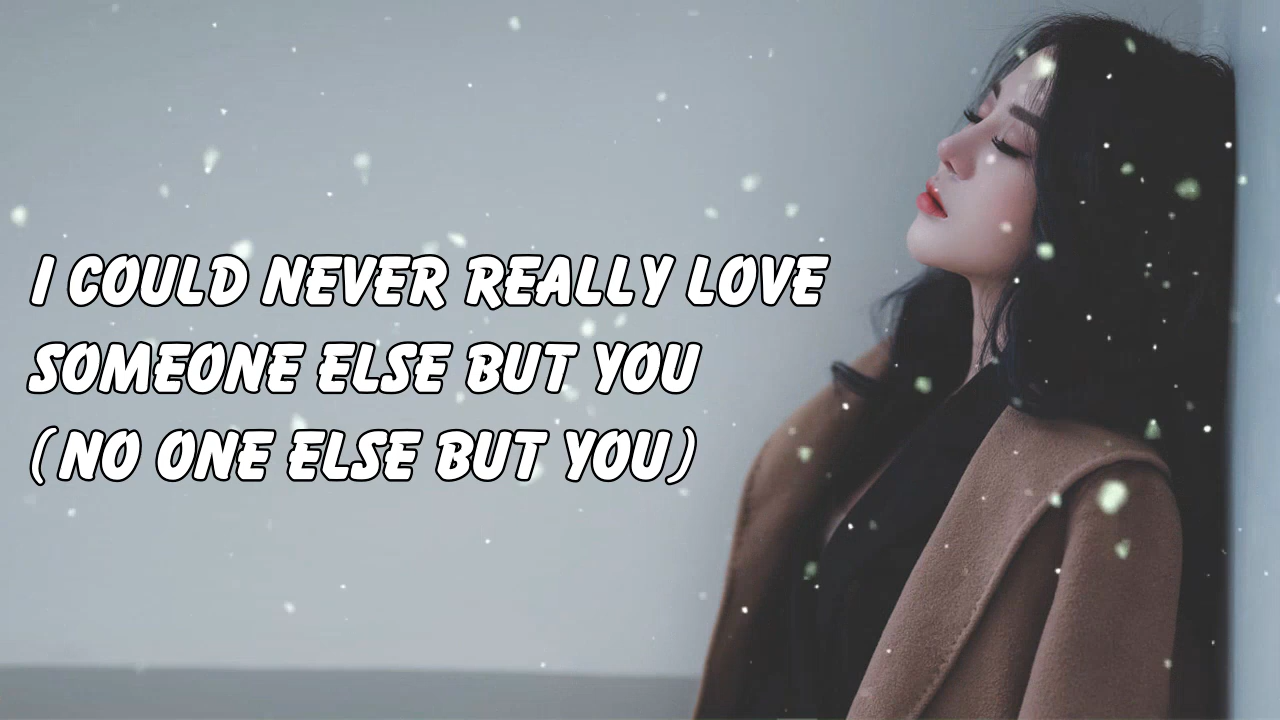 I COULD NEVER REALLY LOVE
SOMEONE ELSE BUT YOU
(NO ONE ELSE BUT YOU)